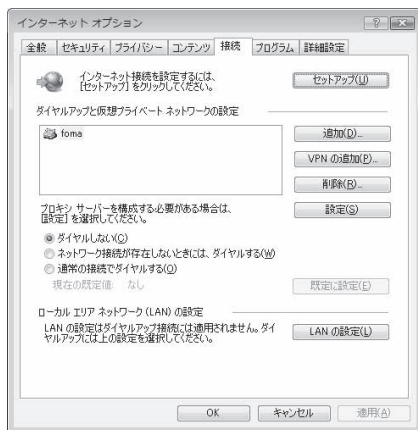 インターネット オプション
全般 セキュリティ プライバシー コンテンツ 接続 プログラム 詳細設定
インターネット接続を設定するには、
[セットアップ] をクリックしてください。
セットアップ(U)
ダイヤルアップと仮想プライベート ネットワークの設定
foma
追加(D)...
VPN の追加(P)...
削除(R)...
プロキシ サーバーを構成する必要がある場合は、
[設定] を選択してください。
設定(S)
ダイヤルしない(C)
ネットワーク接続が存在しないときには、ダイヤルする(W)
通常の接続でダイヤルする(O)
現在の既定値: なし
既定に設定(E)
ローカル エリア ネットワーク (LAN) の設定
LAN の設定はダイヤルアップ接続には適用されません。ダイ
ヤルアップには上の設定を選択してください。
LAN の設定(L)
OK キャンセル 適用(A)